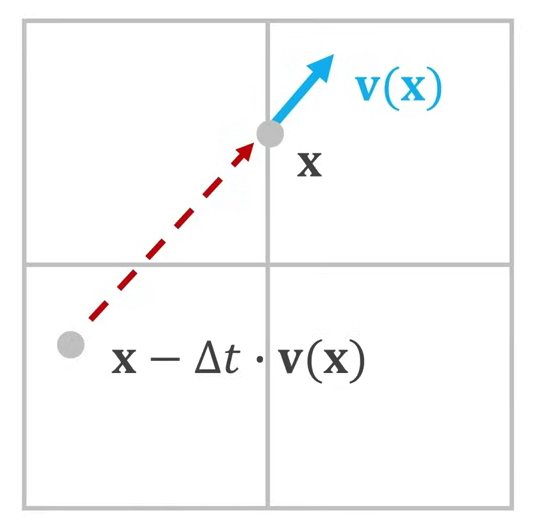 v(x)
x
x − Δt · v(x)